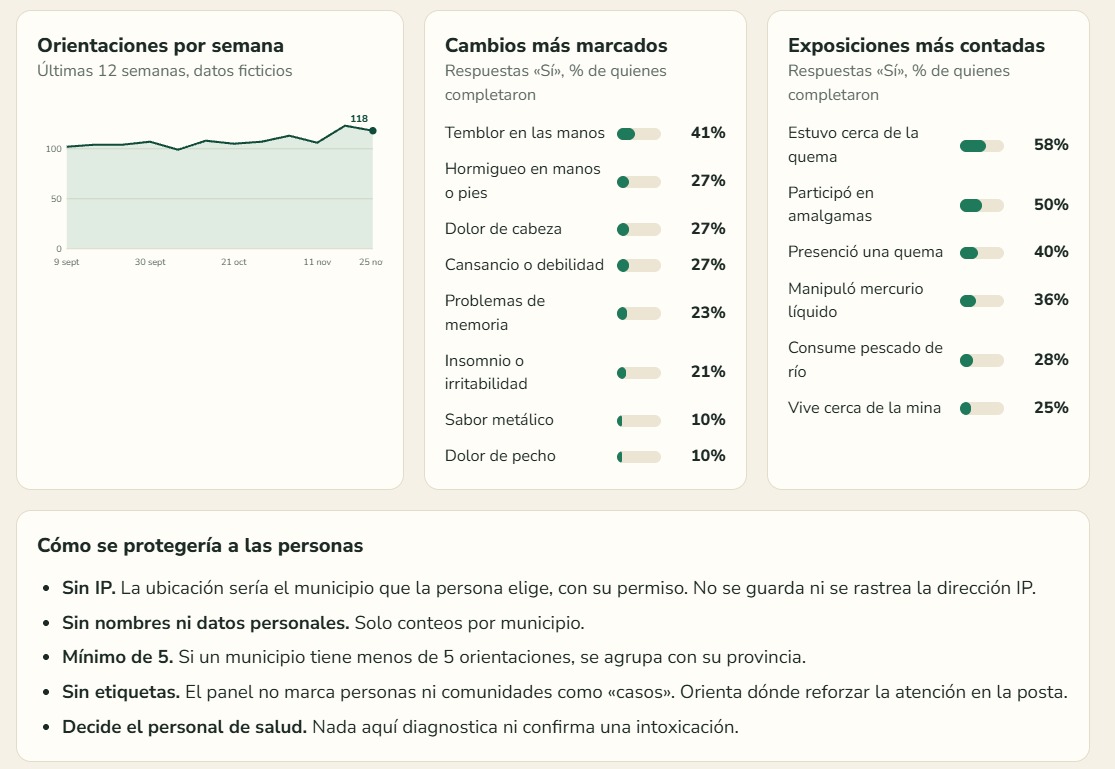 Orientaciones por semana
Últimas 12 semanas, datos ficticios
118
100
50
0
9 sept
30 sept
21 oct
11 nov
25 no
Cambios más marcados
Respuestas «Sí», % de quienes
completaron
Temblor en las manos
41%
Hormigueo en manos
o pies
27%
Dolor de cabeza
27%
Cansancio o debilidad
27%
Problemas de
memoria
23%
Insomnio o
irritabilidad
21%
Sabor metálico
10%
Dolor de pecho
10%
Exposiciones más contadas
Respuestas «Sí», % de quienes
completaron
Estuvo cerca de la
quema
58%
Participó en
amalgamas
50%
Presenció una quema
40%
Manipuló mercurio
líquido
36%
Consume pescado de
río
28%
Vive cerca de la mina
25%
Cómo se protegería a las personas
• Sin IP. La ubicación sería el municipio que la persona elige, con su permiso. No se guarda ni se rastrea la dirección IP.
• Sin nombres ni datos personales. Solo conteos por municipio.
• Mínimo de 5. Si un municipio tiene menos de 5 orientaciones, se agrupa con su provincia.
• Sin etiquetas. El panel no marca personas ni comunidades como «casos». Orienta dónde reforzar la atención en la posta.
• Decide el personal de salud. Nada aquí diagnostica ni confirma una intoxicación.